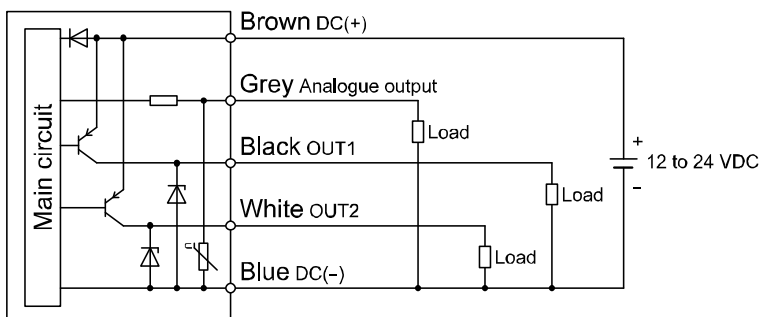 Brown DC(+)
Grey Analogue output
Load
Black OUT1
Main circuit
+
12 to 24 VDC
−
Load
White OUT2
U
Load
Blue DC(−)